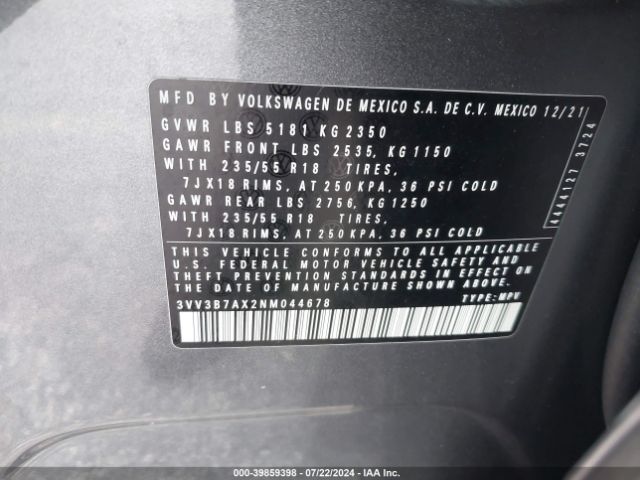 MFD BY VOLKSWAGEN DE MEXICO S.A. DE C.V. MEXICO 12/21
GVWR LBS 5181 KG 2350
GAWR FRONT LBS 2535, KG 1150
WITH 235/55 R18 TIRES,
7JX18 RIMS, AT 250 KPA, 36 PSI COLD
GAWR REAR LBS 2756, KG 1250
WITH 235/55 R18 TIRES,
7JX18 RIMS, AT 250 KPA, 36 PSI COLD
THIS VEHICLE CONFORMS TO ALL APPLICABLE
U.S. FEDERAL MOTOR VEHICLE SAFETY AND
THEFT PREVENTION STANDARDS IN EFFECT ON
THE DATE OF MANUFACTURE SHOWN ABOVE.
3VV3B7AX2NM044678 TYPE: MPV
4444127 3724
000-39859398 - 07/22/2024 - IAA Inc.